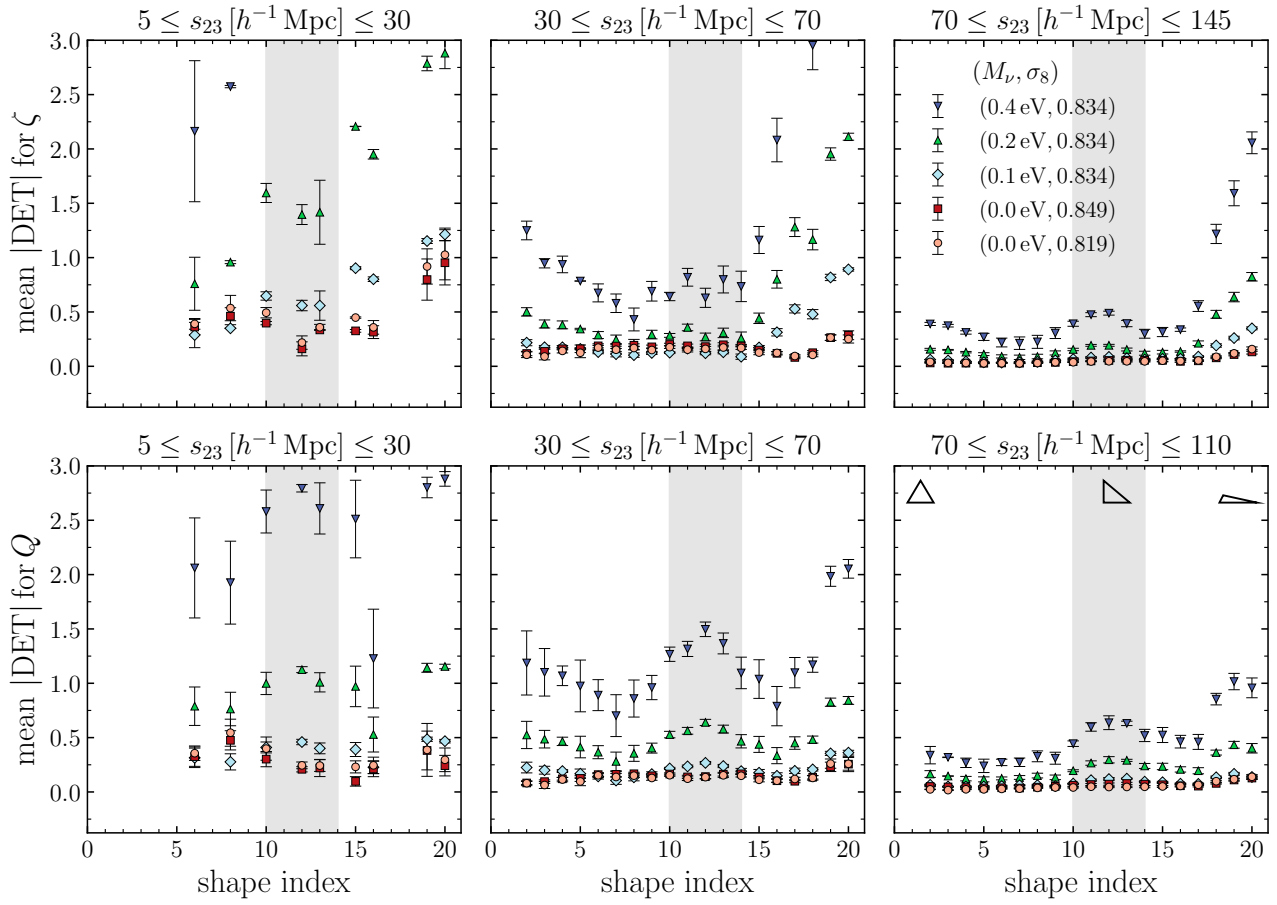 5 ≤ s₂₃ [h⁻¹ Mpc] ≤ 30
30 ≤ s₂₃ [h⁻¹ Mpc] ≤ 70
70 ≤ s₂₃ [h⁻¹ Mpc] ≤ 145
mean |DET| for ζ
3.0
2.5
2.0
1.5
1.0
0.5
0.0
(M_ν, σ₈)
(0.4 eV, 0.834)
(0.2 eV, 0.834)
(0.1 eV, 0.834)
(0.0 eV, 0.849)
(0.0 eV, 0.819)
5 ≤ s₂₃ [h⁻¹ Mpc] ≤ 30
30 ≤ s₂₃ [h⁻¹ Mpc] ≤ 70
70 ≤ s₂₃ [h⁻¹ Mpc] ≤ 110
mean |DET| for Q
3.0
2.5
2.0
1.5
1.0
0.5
0.0
0 5 10 15 20
0 5 10 15 20
0 5 10 15 20
shape index
shape index
shape index